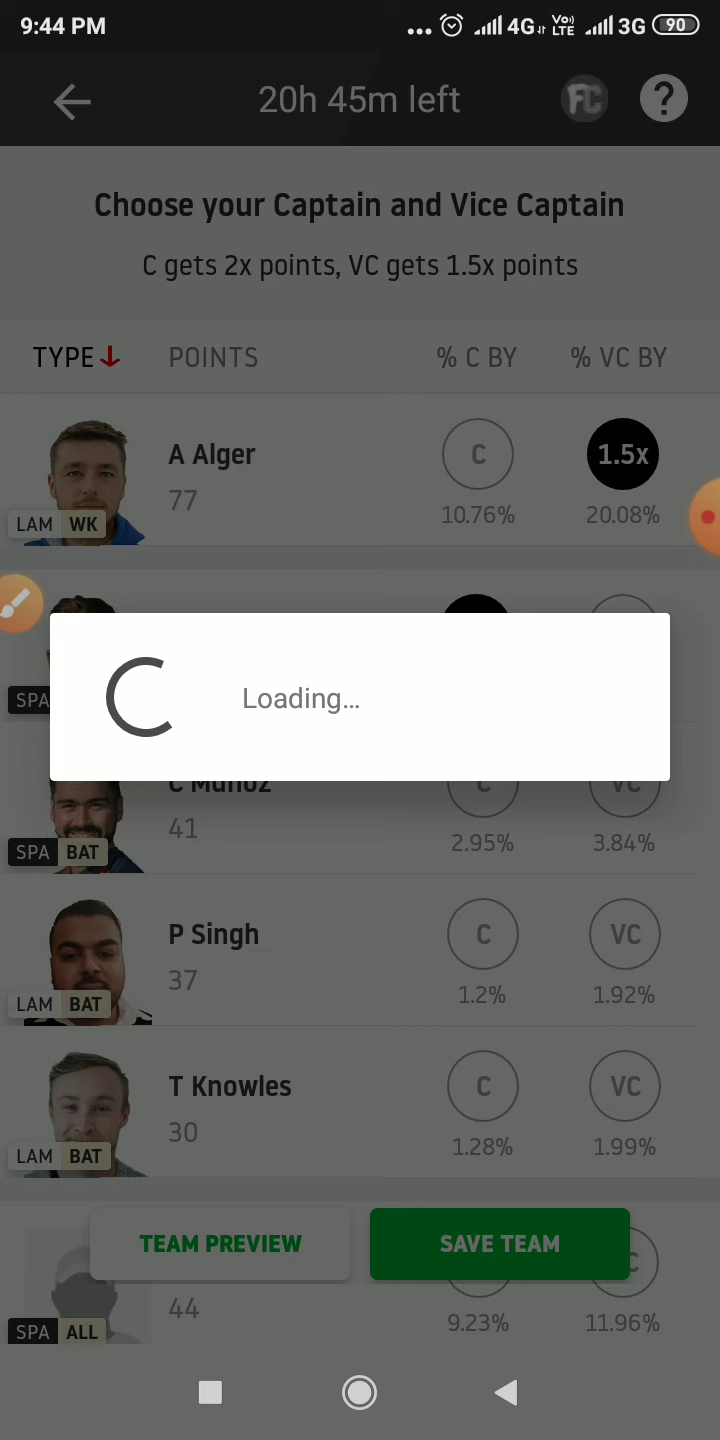 9:44 PM ... 4G Vo) LTE 3G 90
20h 45m left FC ?
Choose your Captain and Vice Captain
C gets 2x points, VC gets 1.5x points
TYPE POINTS % C BY % VC BY
A Alger C 1.5x
77 10.76% 20.08%
LAM WK
SPA
Loading...
C Munoz C VC
41 2.95% 3.84%
SPA BAT
P Singh C VC
37 1.2% 1.92%
LAM BAT
T Knowles C VC
30 1.28% 1.99%
LAM BAT
TEAM PREVIEW SAVE TEAM
44 9.23% 11.96%
SPA ALL